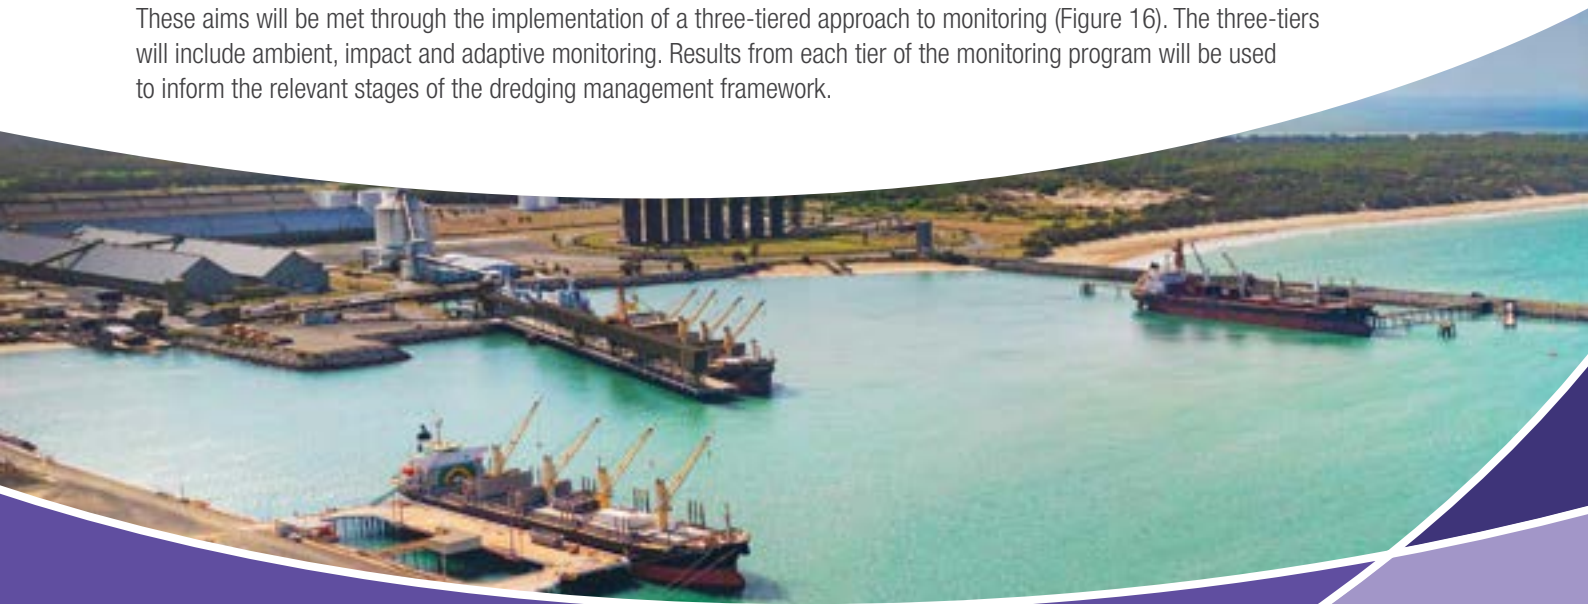 These aims will be met through the implementation of a three-tiered approach to monitoring (Figure 16). The three-tiers
will include ambient, impact and adaptive monitoring. Results from each tier of the monitoring program will be used
to inform the relevant stages of the dredging management framework.